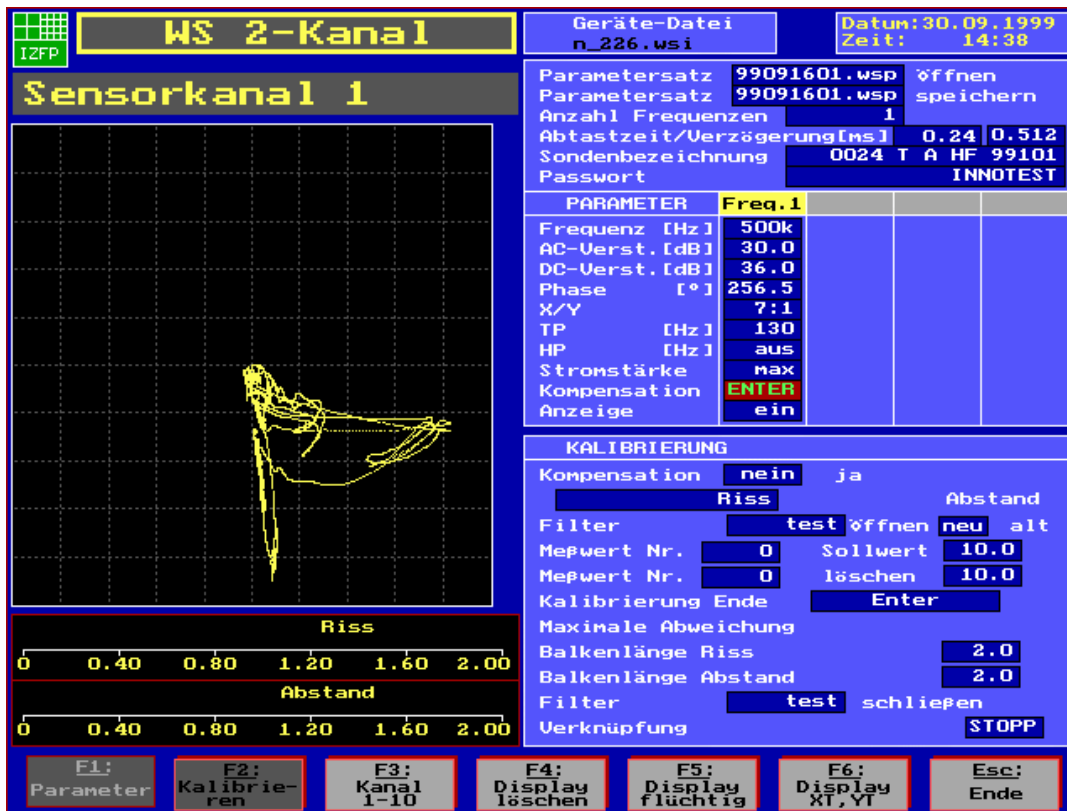 IZFP
WS 2-Kanal
Geräte-Datei
n_226.wsi
Datum:30.09.1999
Zeit: 14:38
Sensorkanal 1
Parametersatz 99091601.wsp öffnen
Parametersatz 99091601.wsp speichern
Anzahl Frequenzen 1
Abtastzeit/Verzögerung[ms] 0.24 0.512
Sondenbezeichnung 0024 T A HF 99101
Passwort INNOTEST
PARAMETER Freq.1
Frequenz [Hz] 500k
AC-Verst.[dB] 30.0
DC-Verst.[dB] 36.0
Phase [°] 256.5
X/Y 7:1
TP [Hz] 130
HP [Hz] aus
Stromstärke max
Kompensation ENTER
Anzeige ein
KALIBRIERUNG
Kompensation nein ja
Riss Abstand
Filter test öffnen neu alt
Meßwert Nr. 0 Sollwert 10.0
Meßwert Nr. 0 löschen 10.0
Kalibrierung Ende Enter
Maximale Abweichung
Balkenlänge Riss 2.0
Balkenlänge Abstand 2.0
Filter test schließen
Verknüpfung STOPP
Riss
0 0.40 0.80 1.20 1.60 2.00
Abstand
0 0.40 0.80 1.20 1.60 2.00
F1:
Parameter
F2:
Kalibrie-
ren
F3:
Kanal
1-10
F4:
Display
löschen
F5:
Display
flüchtig
F6:
Display
XT,YT
Esc:
Ende